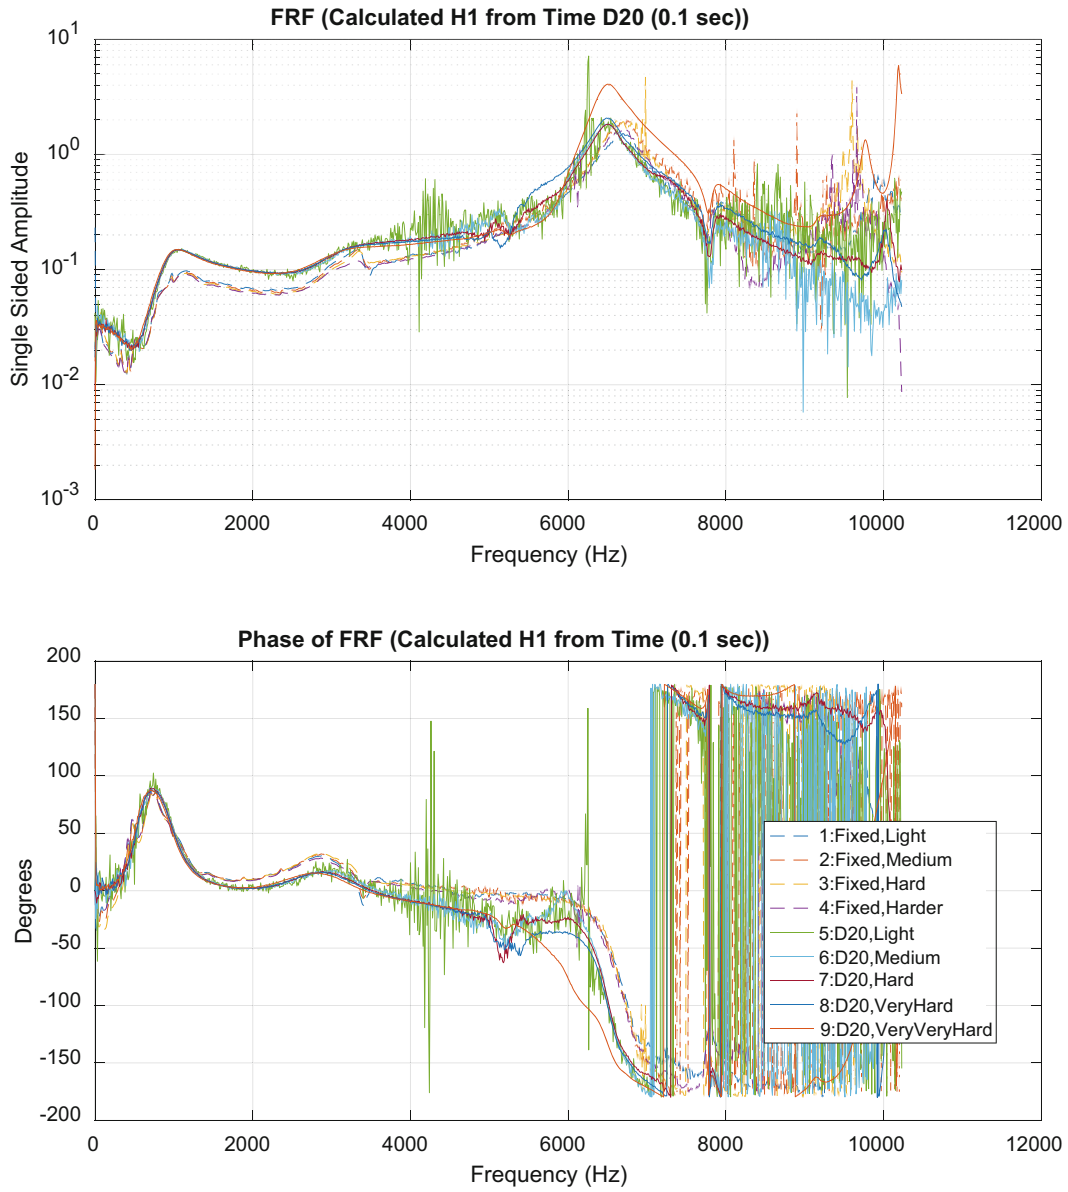 FRF (Calculated H1 from Time D20 (0.1 sec))
10^1
10^0
10^-1
10^-2
10^-3
Single Sided Amplitude
0 2000 4000 6000 8000 10000 12000
Frequency (Hz)
Phase of FRF (Calculated H1 from Time (0.1 sec))
200
150
100
50
0
-50
-100
-150
-200
Degrees
1:Fixed,Light
2:Fixed,Medium
3:Fixed,Hard
4:Fixed,Harder
5:D20,Light
6:D20,Medium
7:D20,Hard
8:D20,VeryHard
9:D20,VeryVeryHard
0 2000 4000 6000 8000 10000 12000
Frequency (Hz)